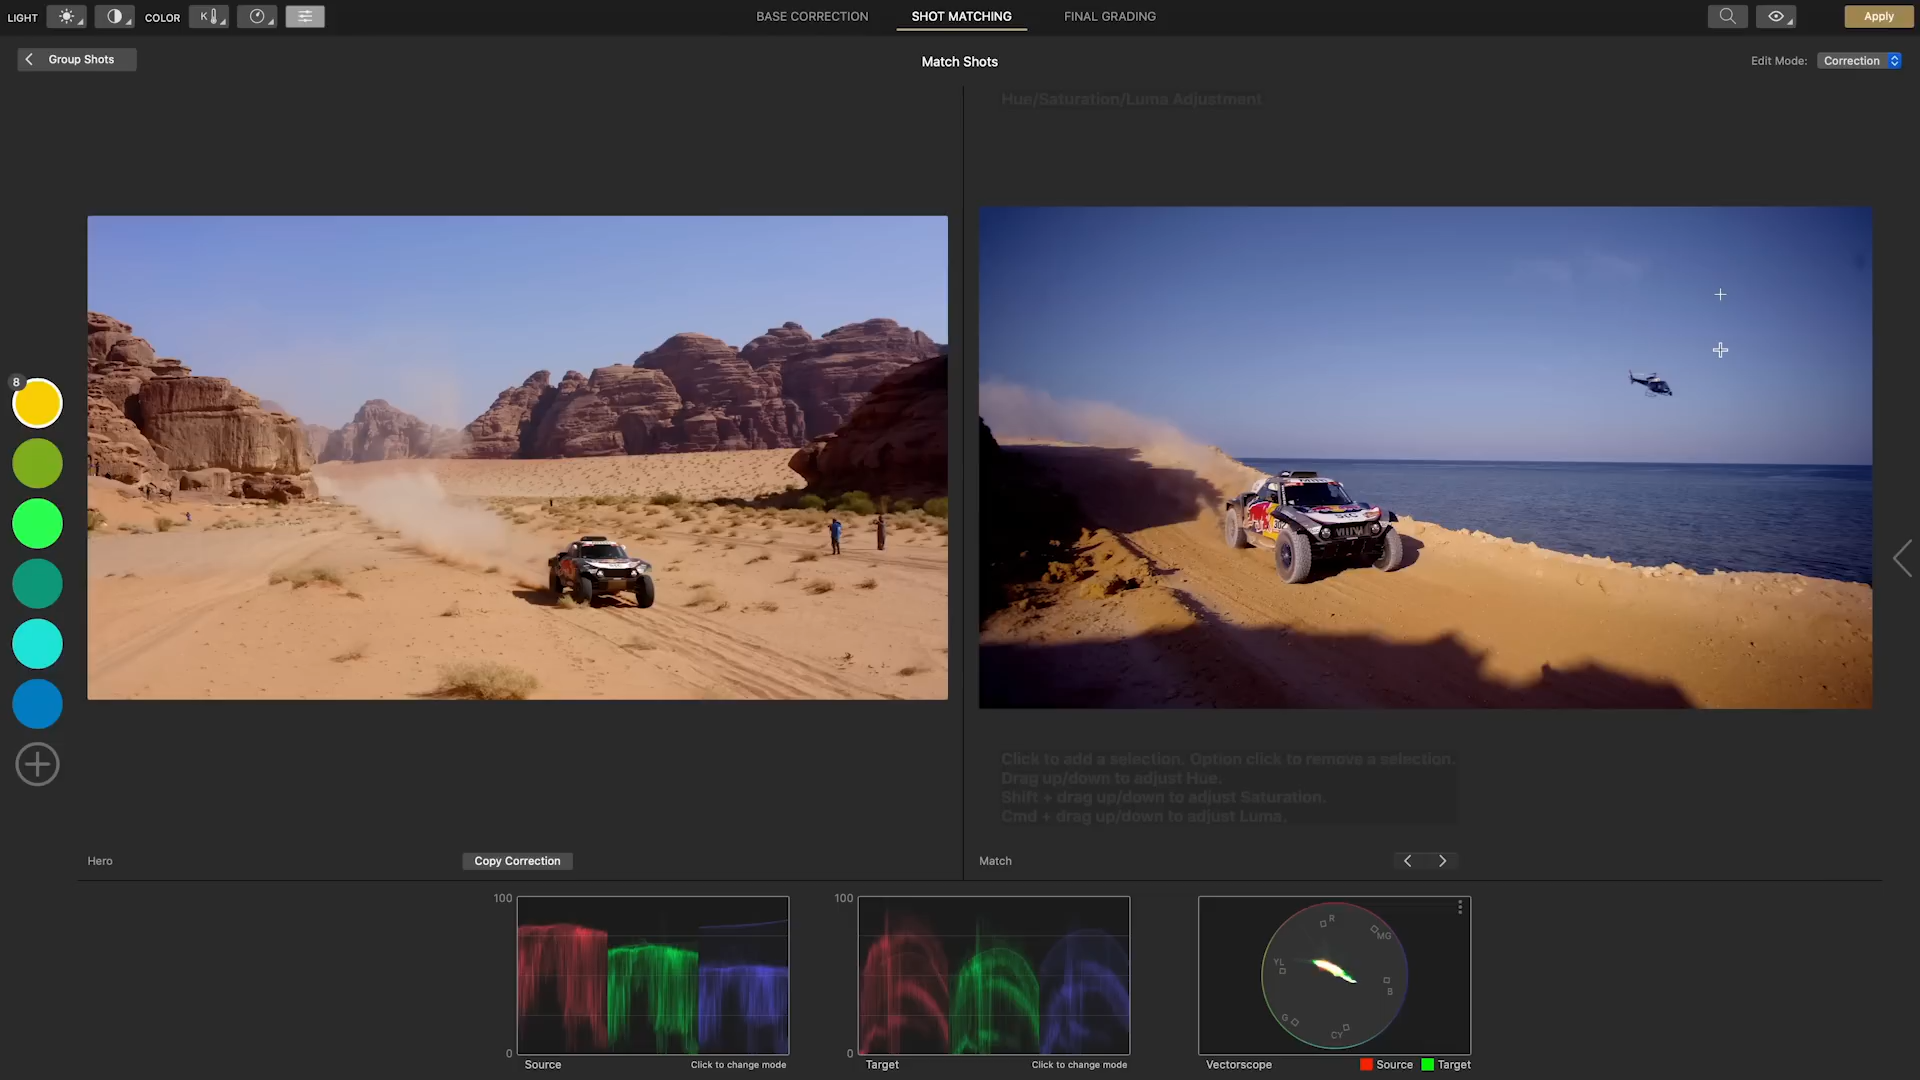 LIGHT
COLOR
K
BASE CORRECTION
SHOT MATCHING
FINAL GRADING
Apply
Group Shots
Match Shots
Edit Mode:
Correction
Hue/Saturation/Luma Adjustment
8
Click to add a selection. Option click to remove a selection.
Drag up/down to adjust Hue.
Shift + drag up/down to adjust Saturation.
Cmd + drag up/down to adjust Luma.
Hero
Copy Correction
Match
100
0
Source
Click to change mode
100
0
Target
Click to change mode
R
MG
YL
B
G
CY
Vectorscope
Source
Target